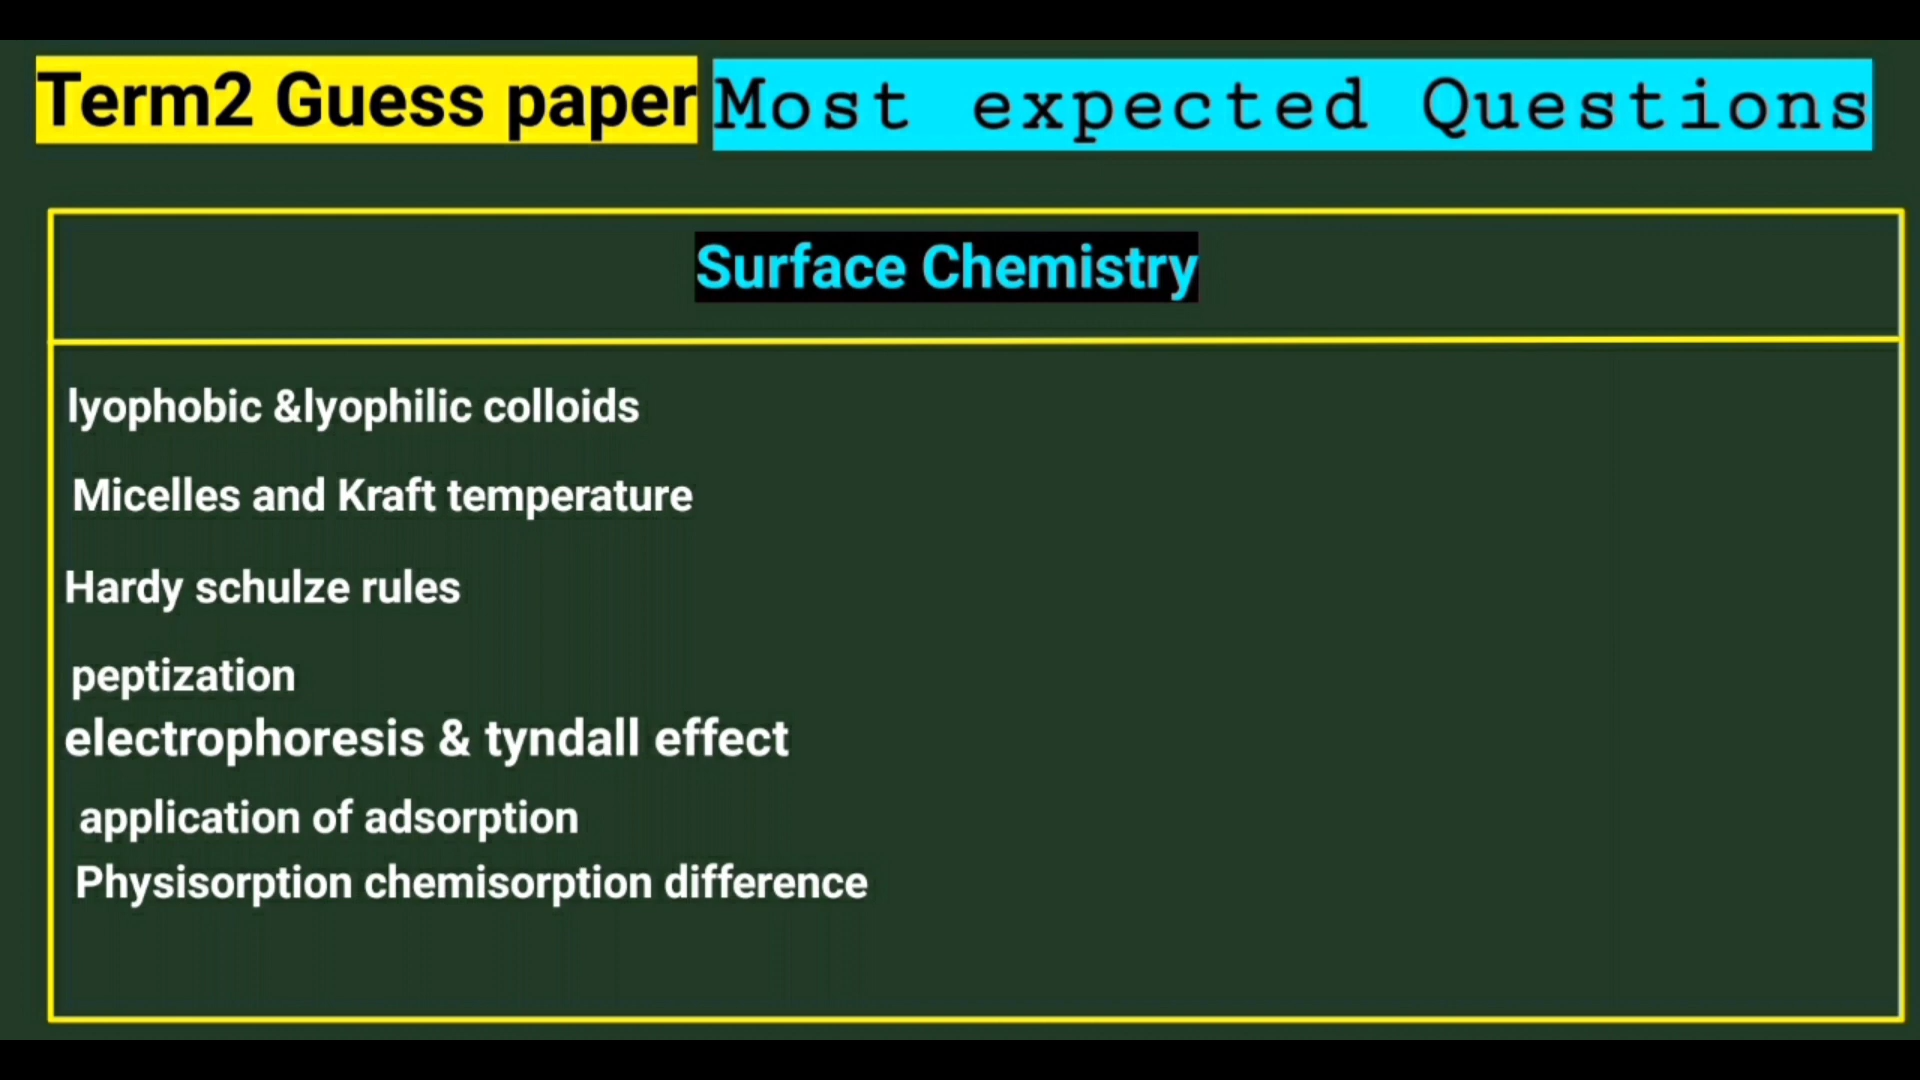 Term2 Guess paper Most expected Questions
Surface Chemistry
lyophobic &lyophilic colloids
Micelles and Kraft temperature
Hardy schulze rules
peptization
electrophoresis & tyndall effect
application of adsorption
Physisorption chemisorption difference